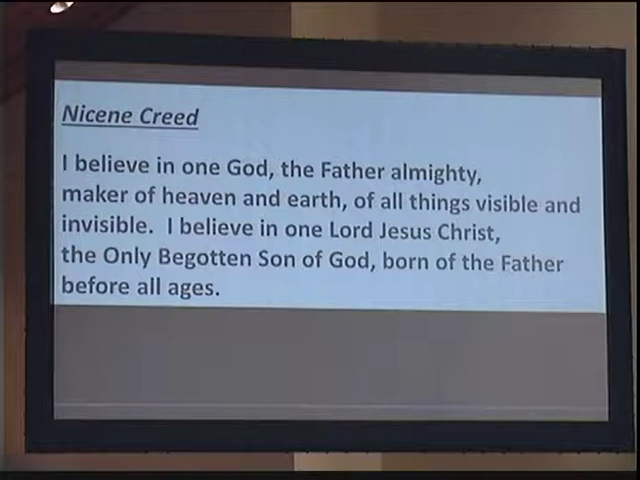 Nicene Creed
I believe in one God, the Father almighty,
maker of heaven and earth, of all things visible and
invisible.  I believe in one Lord Jesus Christ,
the Only Begotten Son of God, born of the Father
before all ages.